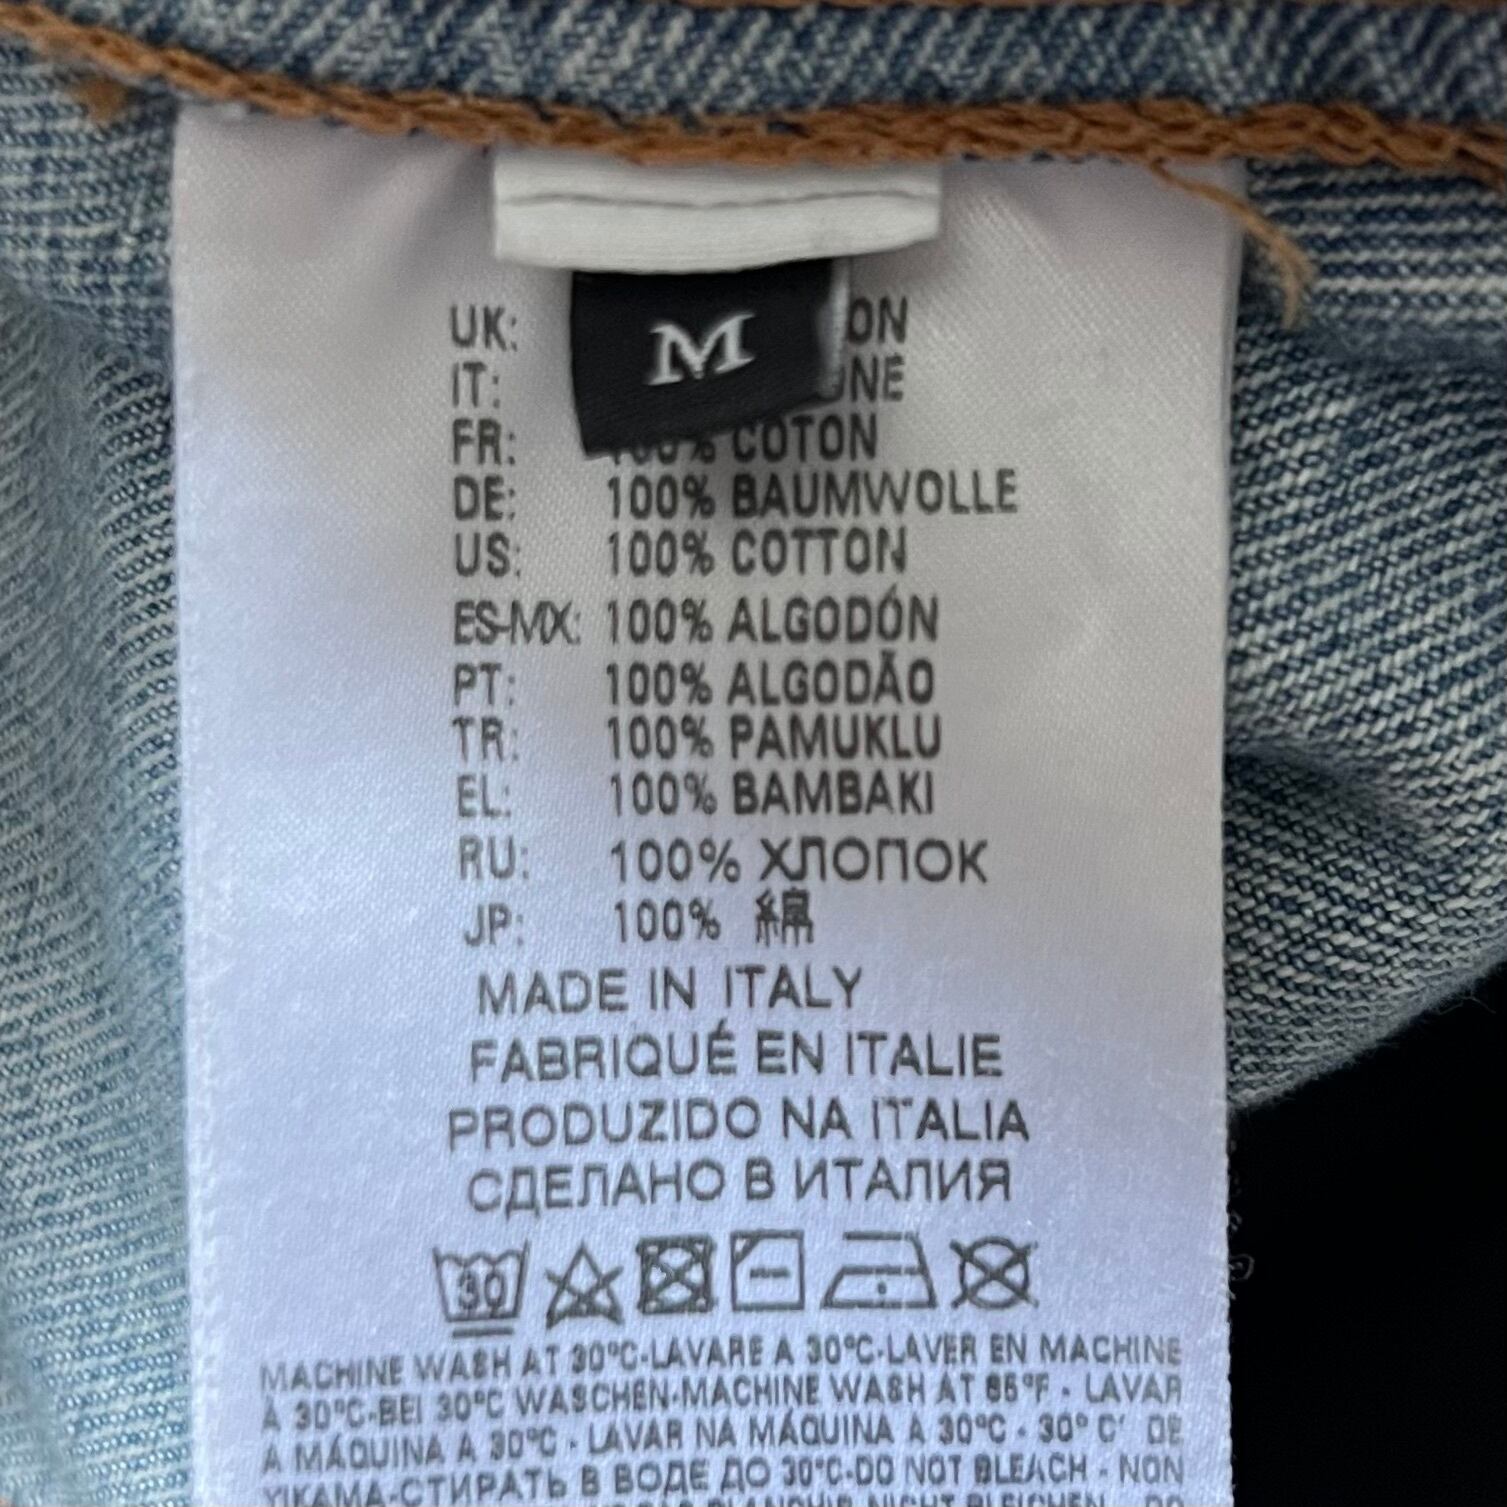 M
UK:
IT:
FR: 100% COTON
DE: 100% BAUMWOLLE
US: 100% COTTON
ES-MX: 100% ALGODÓN
PT: 100% ALGODÃO
TR: 100% PAMUKLU
EL: 100% BAMBAKI
RU: 100% ХЛОПОК
JP: 100% 綿
MADE IN ITALY
FABRIQUÉ EN ITALIE
PRODUZIDO NA ITALIA
СДЕЛАНО В ИТАЛИЯ
30
MACHINE WASH AT 30°C-LAVARE A 30°C-LAVER EN MACHINE
À 30°C-BEI 30°C WASCHEN-MACHINE WASH AT 85°F - LAVAR
A MÁQUINA A 30°C - LAVAR NA MÁQUINA A 30°C - 30° C' DE
YIKAMA-СТИРАТЬ В ВОДЕ ДО 30°C-DO NOT BLEACH - NON